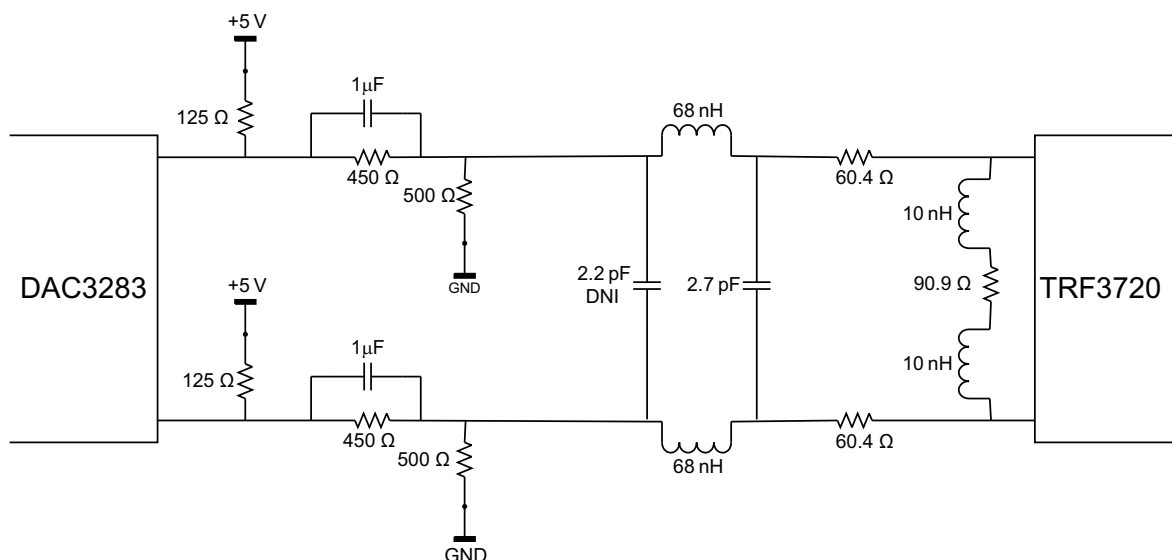 +5 V
125 Ω
1μF
450 Ω
500 Ω
GND
68 nH
60.4 Ω
10 nH
DAC3283
2.2 pF
DNI
2.7 pF
90.9 Ω
TRF3720
+5 V
125 Ω
1μF
450 Ω
500 Ω
GND
68 nH
60.4 Ω
10 nH